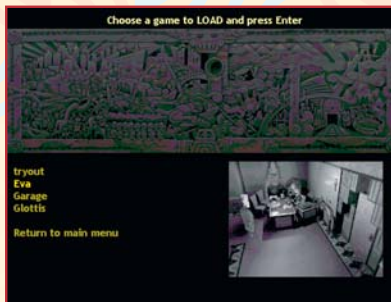 Choose a game to LOAD and press Enter
tryout
Eva
Garage
Glottis
Return to main menu